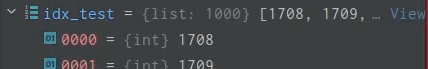 idx_test = {list: 1000} [1708, 1709, … View
0000 = {int} 1708
0001 = {int} 1709